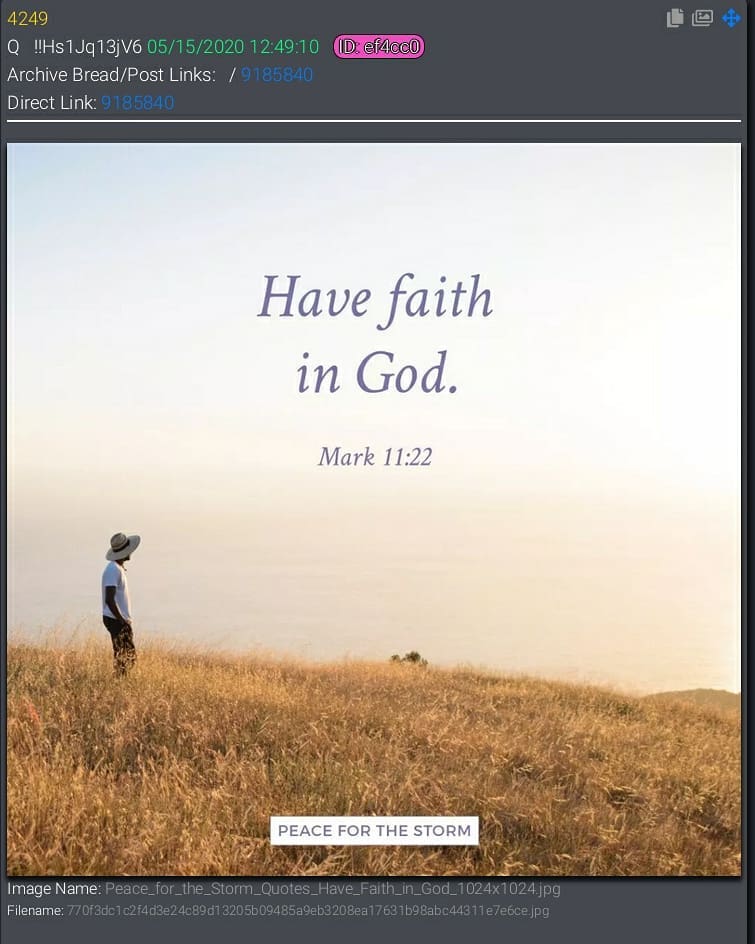 4249
Q !!Hs1Jq13jV6 05/15/2020 12:49:10 ID: ef4cc0
Archive Bread/Post Links: / 9185840
Direct Link: 9185840
Have faith
in God.
Mark 11:22
PEACE FOR THE STORM
Image Name: Peace_for_the_Storm_Quotes_Have_Faith_in_God_1024x1024.jpg
Filename: 770f3dc1c2f4d3e24c89d13205b09485a9eb3208ea17631b98abc44311e7e6ce.jpg